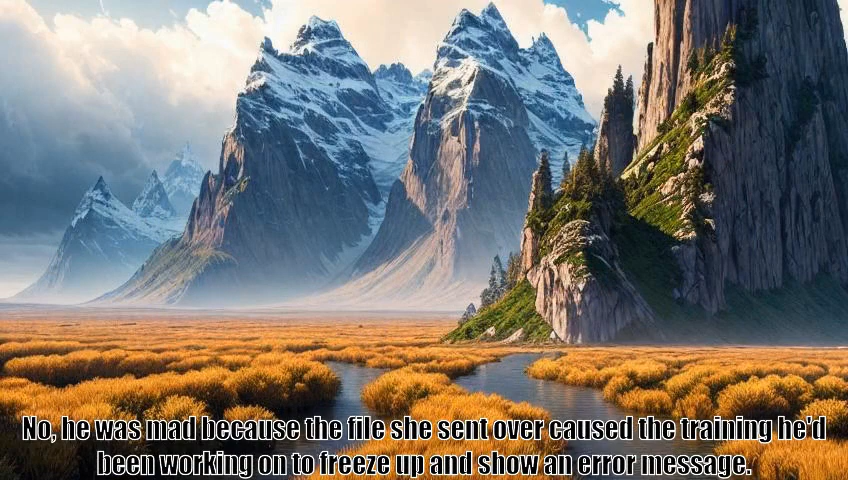 No, he was mad because the file she sent over caused the training he'd
been working on to freeze up and show an error message.